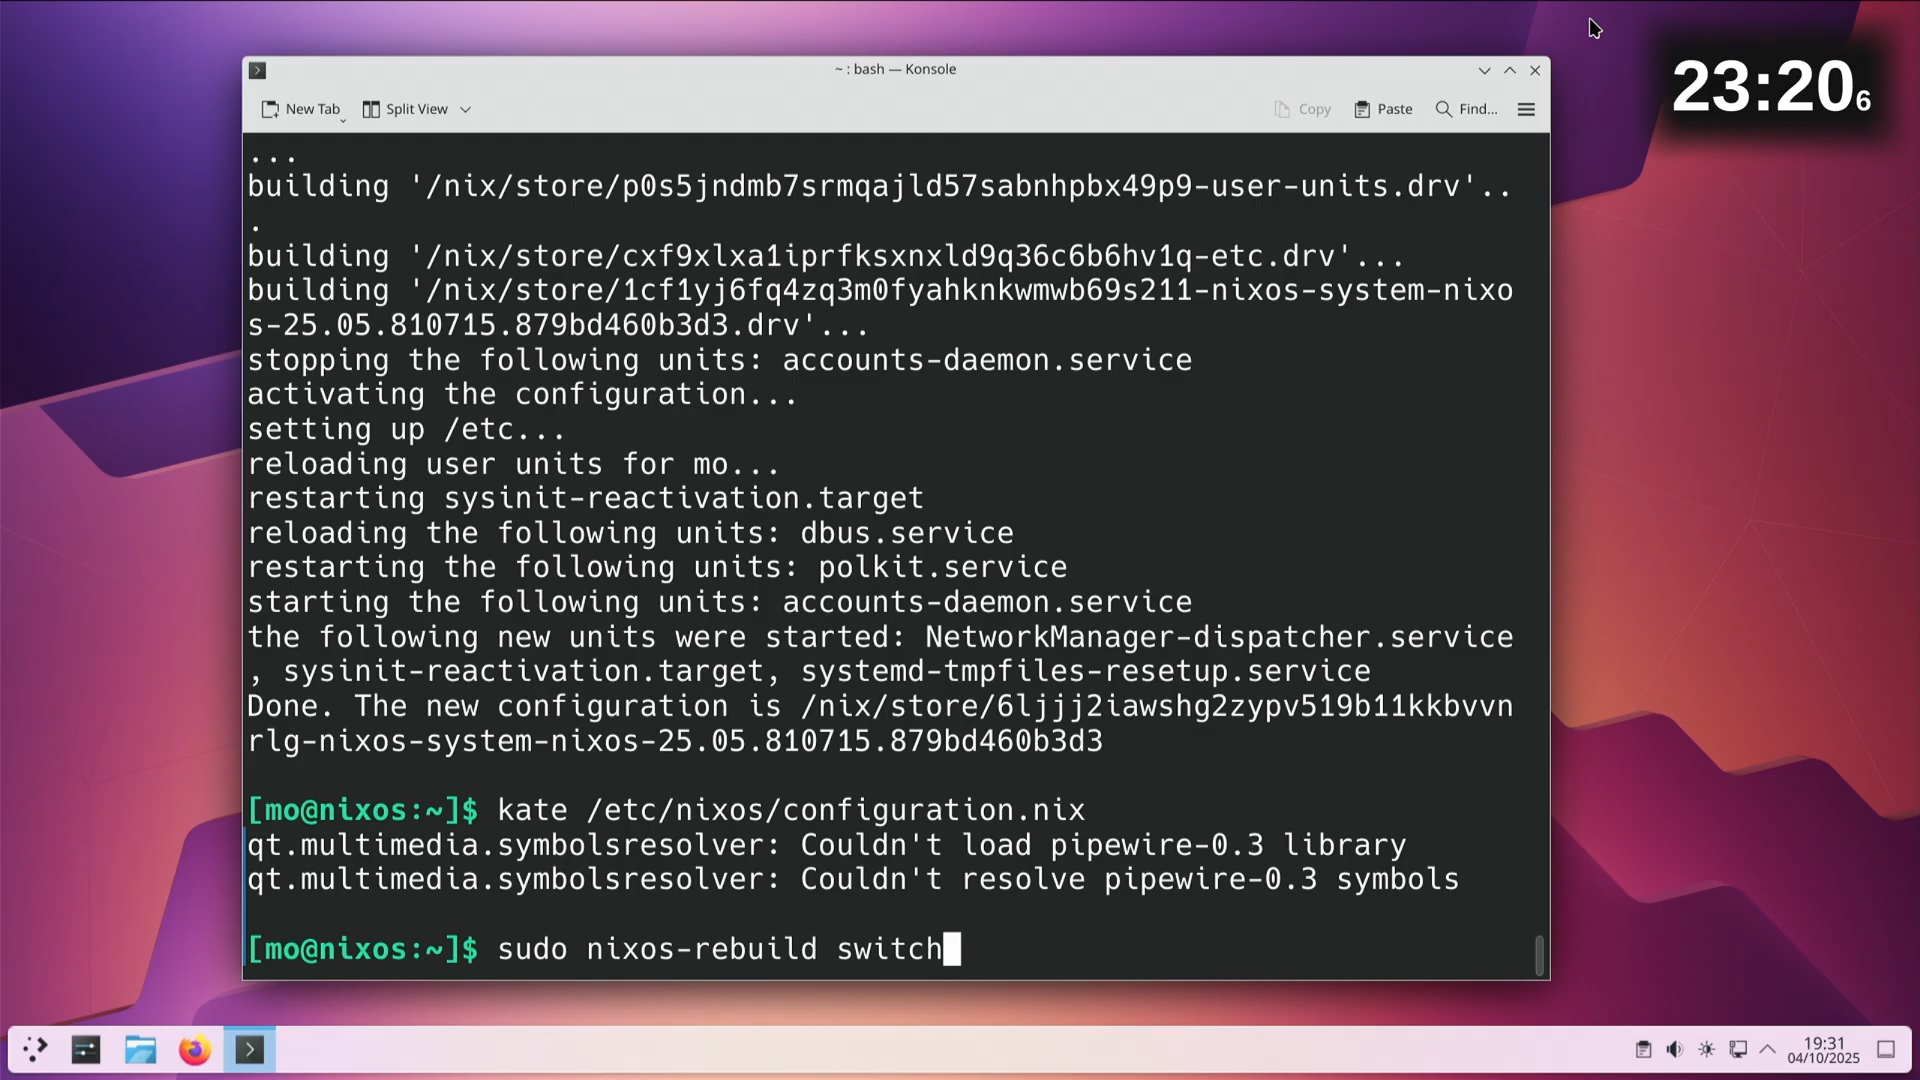 ~ : bash — Konsole
23:20₆
New Tab
Split View
Copy
Paste
Find...
...
building '/nix/store/p0s5jndmb7srmqajld57sabnhpbx49p9-user-units.drv'..
.
building '/nix/store/cxf9xlxa1iprfksxnxld9q36c6b6hv1q-etc.drv'...
building '/nix/store/1cf1yj6fq4zq3m0fyahknkwmwb69s211-nixos-system-nixo
s-25.05.810715.879bd460b3d3.drv'...
stopping the following units: accounts-daemon.service
activating the configuration...
setting up /etc...
reloading user units for mo...
restarting sysinit-reactivation.target
reloading the following units: dbus.service
restarting the following units: polkit.service
starting the following units: accounts-daemon.service
the following new units were started: NetworkManager-dispatcher.service
, sysinit-reactivation.target, systemd-tmpfiles-resetup.service
Done. The new configuration is /nix/store/6ljjj2iawshg2zypv519b11kkbvvn
rlg-nixos-system-nixos-25.05.810715.879bd460b3d3
[mo@nixos:~]$ kate /etc/nixos/configuration.nix
qt.multimedia.symbolsresolver: Couldn't load pipewire-0.3 library
qt.multimedia.symbolsresolver: Couldn't resolve pipewire-0.3 symbols
[mo@nixos:~]$ sudo nixos-rebuild switch
19:31
04/10/2025